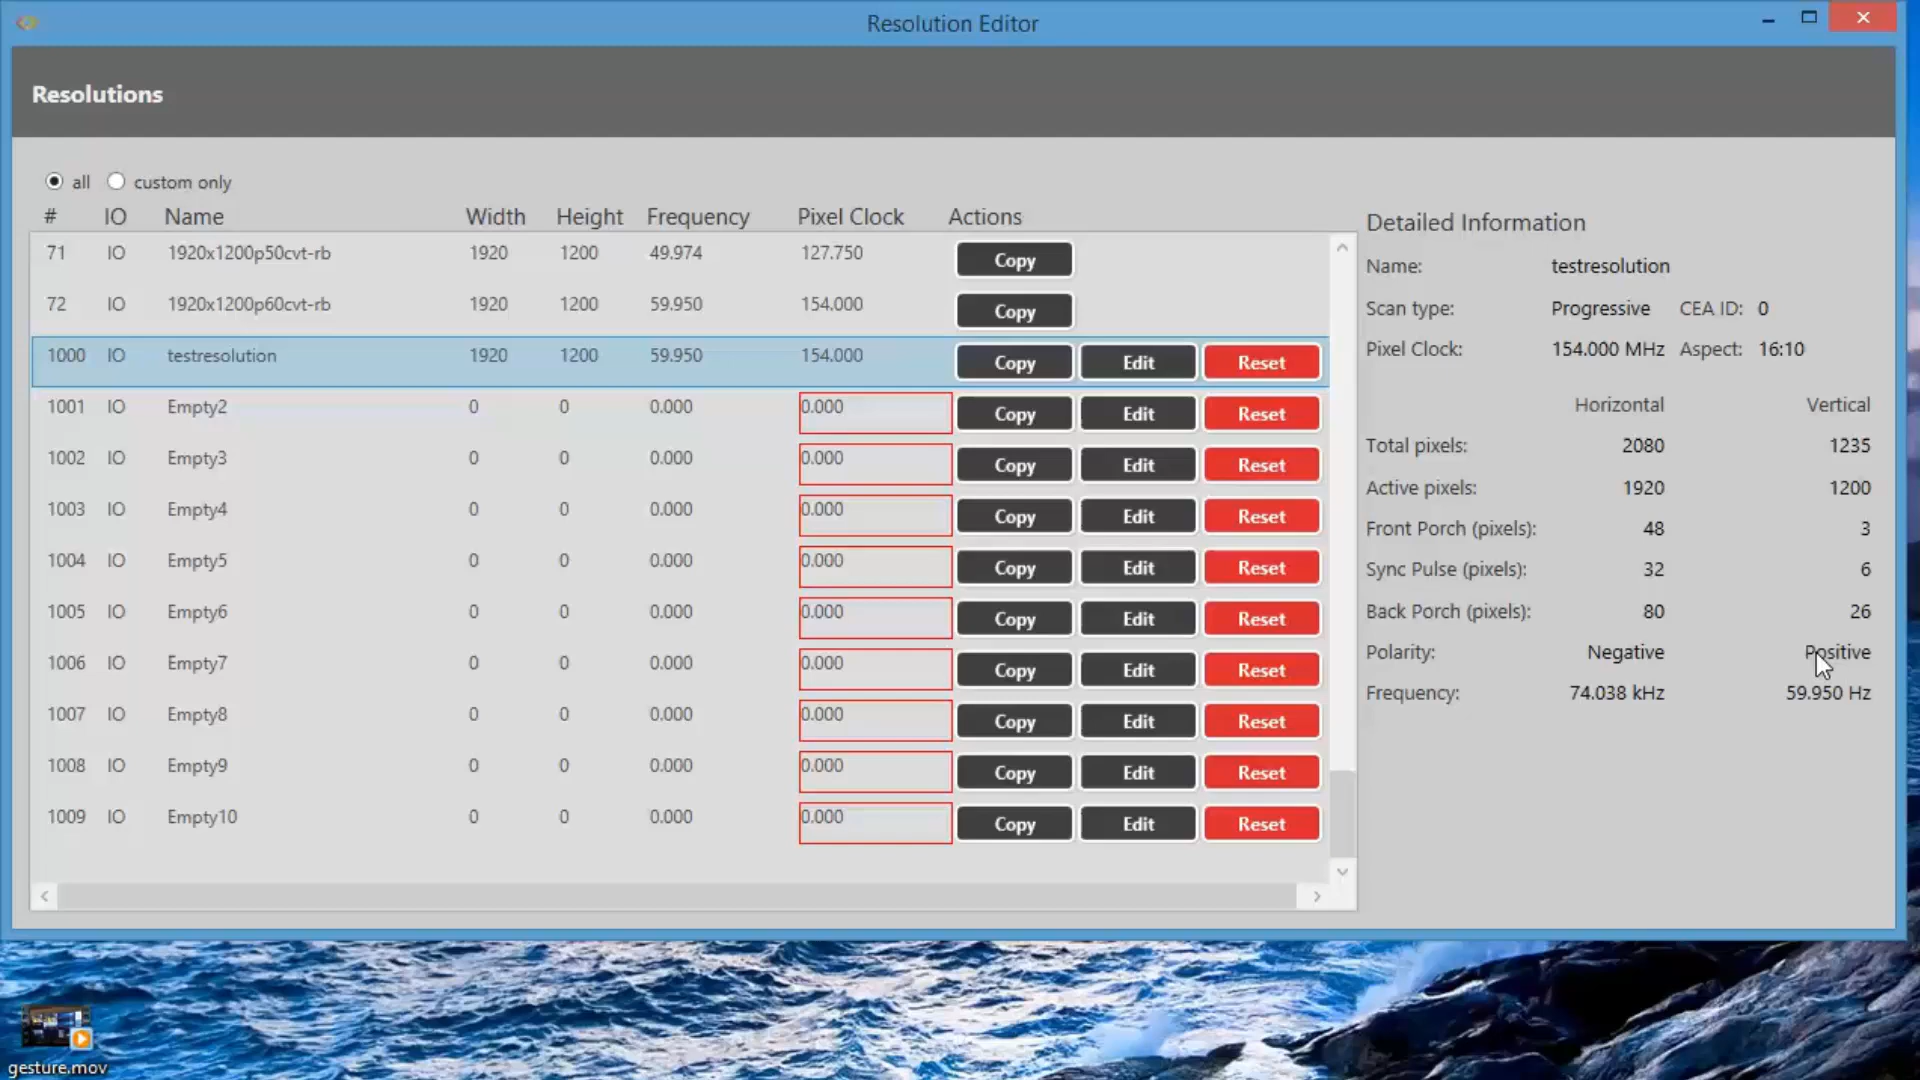 Resolution Editor
Resolutions
all custom only
# IO Name Width Height Frequency Pixel Clock Actions
71 IO 1920x1200p50cvt-rb 1920 1200 49.974 127.750 Copy
72 IO 1920x1200p60cvt-rb 1920 1200 59.950 154.000 Copy
1000 IO testresolution 1920 1200 59.950 154.000 Copy Edit Reset
1001 IO Empty2 0 0 0.000 0.000 Copy Edit Reset
1002 IO Empty3 0 0 0.000 0.000 Copy Edit Reset
1003 IO Empty4 0 0 0.000 0.000 Copy Edit Reset
1004 IO Empty5 0 0 0.000 0.000 Copy Edit Reset
1005 IO Empty6 0 0 0.000 0.000 Copy Edit Reset
1006 IO Empty7 0 0 0.000 0.000 Copy Edit Reset
1007 IO Empty8 0 0 0.000 0.000 Copy Edit Reset
1008 IO Empty9 0 0 0.000 0.000 Copy Edit Reset
1009 IO Empty10 0 0 0.000 0.000 Copy Edit Reset
Detailed Information
Name: testresolution
Scan type: Progressive CEA ID: 0
Pixel Clock: 154.000 MHz Aspect: 16:10
Horizontal Vertical
Total pixels: 2080 1235
Active pixels: 1920 1200
Front Porch (pixels): 48 3
Sync Pulse (pixels): 32 6
Back Porch (pixels): 80 26
Polarity: Negative Positive
Frequency: 74.038 kHz 59.950 Hz
gesture.mov